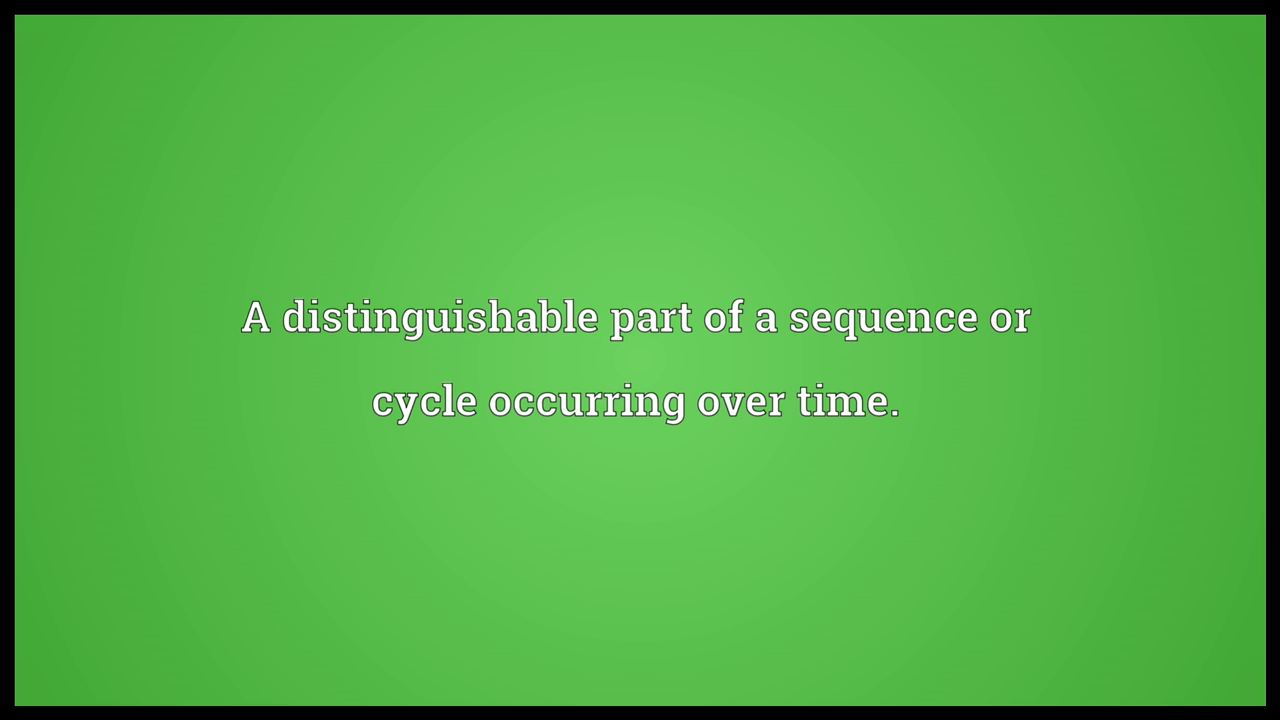 A distinguishable part of a sequence or
cycle occurring over time.